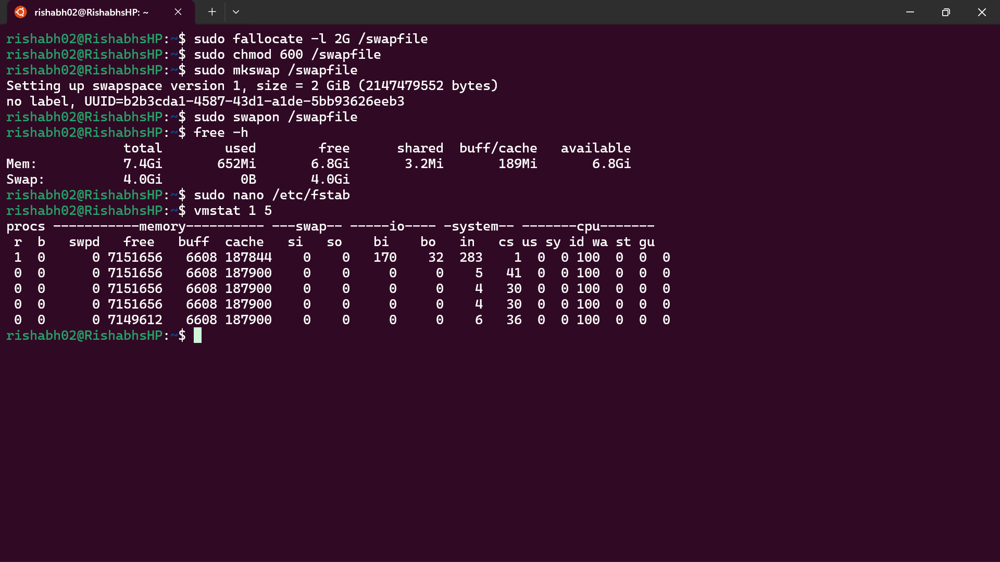 rishabh02@RishabhsHP: ~
rishabh02@RishabhsHP:~$ sudo fallocate -l 2G /swapfile
rishabh02@RishabhsHP:~$ sudo chmod 600 /swapfile
rishabh02@RishabhsHP:~$ sudo mkswap /swapfile
Setting up swapspace version 1, size = 2 GiB (2147479552 bytes)
no label, UUID=b2b3cda1-4587-43d1-a1de-5bb93626eeb3
rishabh02@RishabhsHP:~$ sudo swapon /swapfile
rishabh02@RishabhsHP:~$ free -h
               total        used        free      shared  buff/cache   available
Mem:           7.4Gi       652Mi       6.8Gi       3.2Mi       189Mi       6.8Gi
Swap:          4.0Gi          0B       4.0Gi
rishabh02@RishabhsHP:~$ sudo nano /etc/fstab
rishabh02@RishabhsHP:~$ vmstat 1 5
procs -----------memory---------- ---swap-- -----io---- -system-- -------cpu-------
 r  b   swpd   free   buff  cache   si   so    bi    bo   in   cs us sy id wa st gu
 1  0      0 7151656   6608 187844    0    0   170    32  283    1  0  0 100  0  0  0
 0  0      0 7151656   6608 187900    0    0     0     0    5   41  0  0 100  0  0  0
 0  0      0 7151656   6608 187900    0    0     0     0    4   30  0  0 100  0  0  0
 0  0      0 7151656   6608 187900    0    0     0     0    4   30  0  0 100  0  0  0
 0  0      0 7149612   6608 187900    0    0     0     0    6   36  0  0 100  0  0  0
rishabh02@RishabhsHP:~$